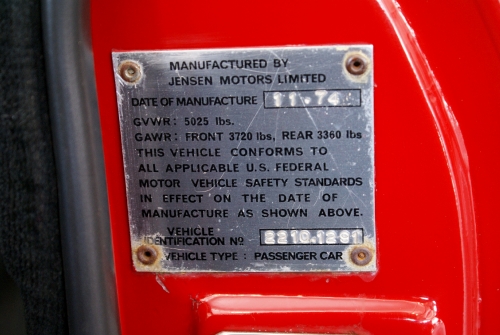 MANUFACTURED BY
JENSEN MOTORS LIMITED
DATE OF MANUFACTURE 11.74
GVWR: 5025 lbs.
GAWR: FRONT 3720 lbs, REAR 3360 lbs
THIS VEHICLE CONFORMS TO
ALL APPLICABLE U.S. FEDERAL
MOTOR VEHICLE SAFETY STANDARDS
IN EFFECT ON THE DATE OF
MANUFACTURE AS SHOWN ABOVE.
VEHICLE
IDENTIFICATION Nº
VEHICLE TYPE: PASSENGER CAR